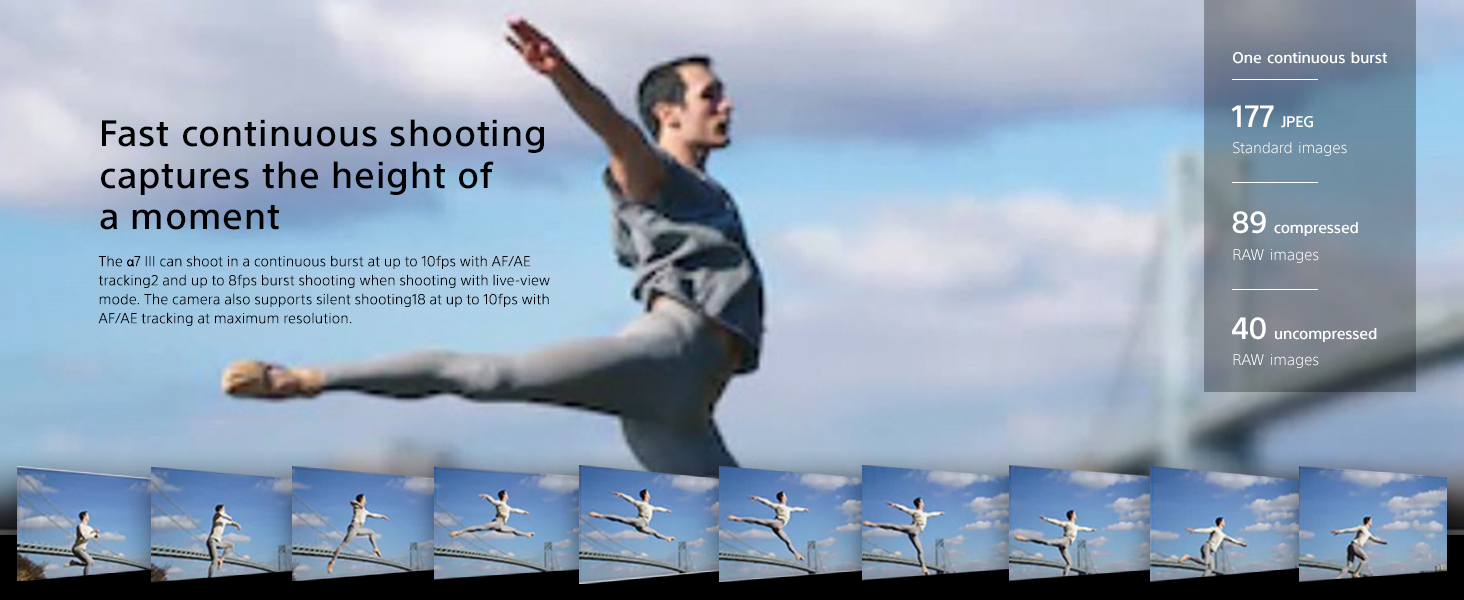 Fast continuous shooting
captures the height of
a moment
The α7 III can shoot in a continuous burst at up to 10fps with AF/AE
tracking2 and up to 8fps burst shooting when shooting with live-view
mode. The camera also supports silent shooting18 at up to 10fps with
AF/AE tracking at maximum resolution.
One continuous burst
177 JPEG
Standard images
89 compressed
RAW images
40 uncompressed
RAW images